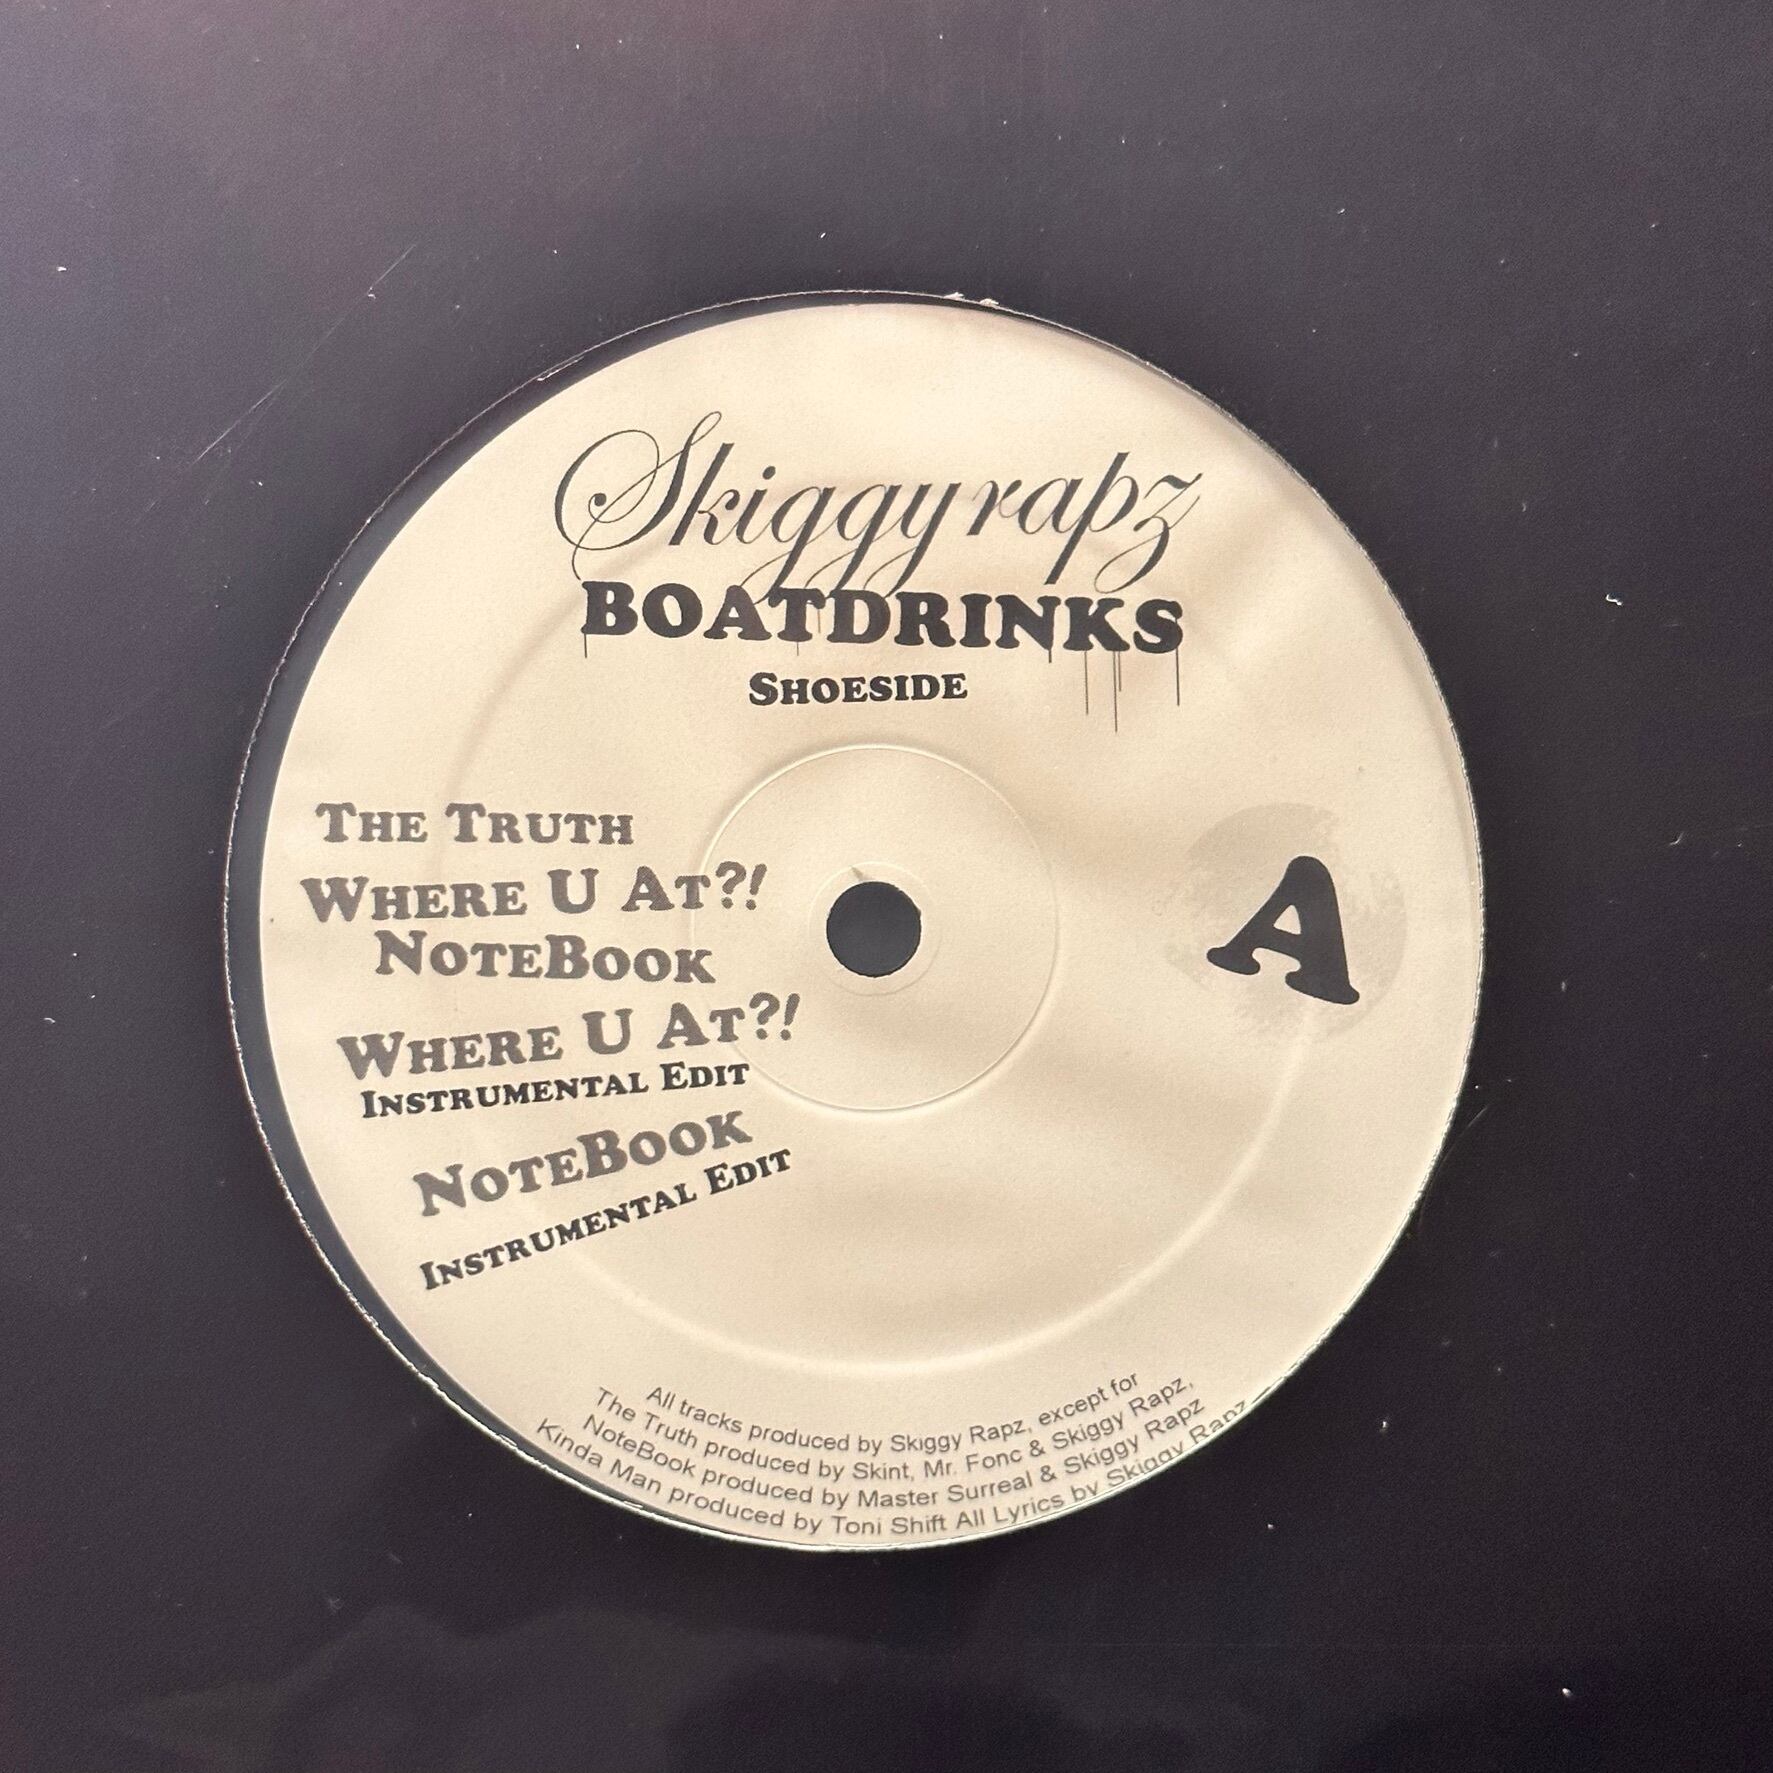 Skiggy rapz
BOATDRINKS
SHOESIDE
THE TRUTH
WHERE U AT?!
NOTEBOOK
WHERE U AT?!
INSTRUMENTAL EDIT
NOTEBOOK
INSTRUMENTAL EDIT
A
All tracks produced by Skiggy Rapz, except for
The Truth produced by Skint, Mr. Fonc & Skiggy Rapz,
NoteBook produced by Master Surreal & Skiggy Rapz
Kinda Man produced by Toni Shift All Lyrics by Skiggy Rapz